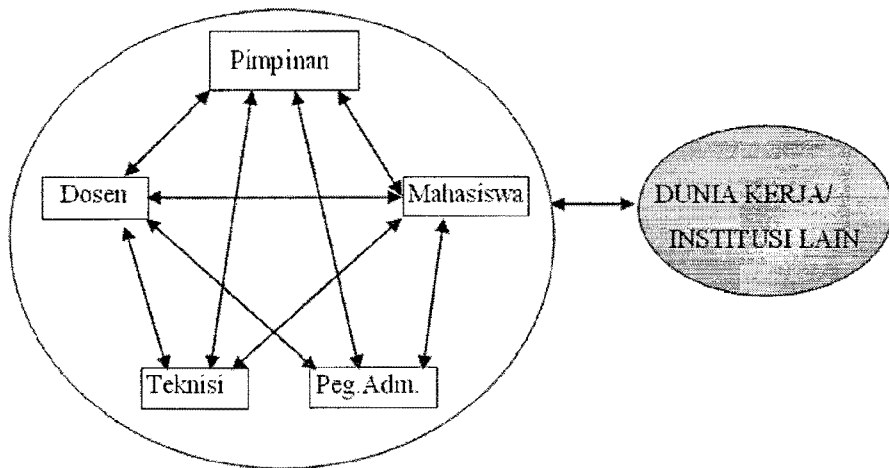 Pimpinan
Dosen
Mahasiswa
DUNIA KERJA/
INSTITUSI LAIN
Teknisi
Peg.Adm.